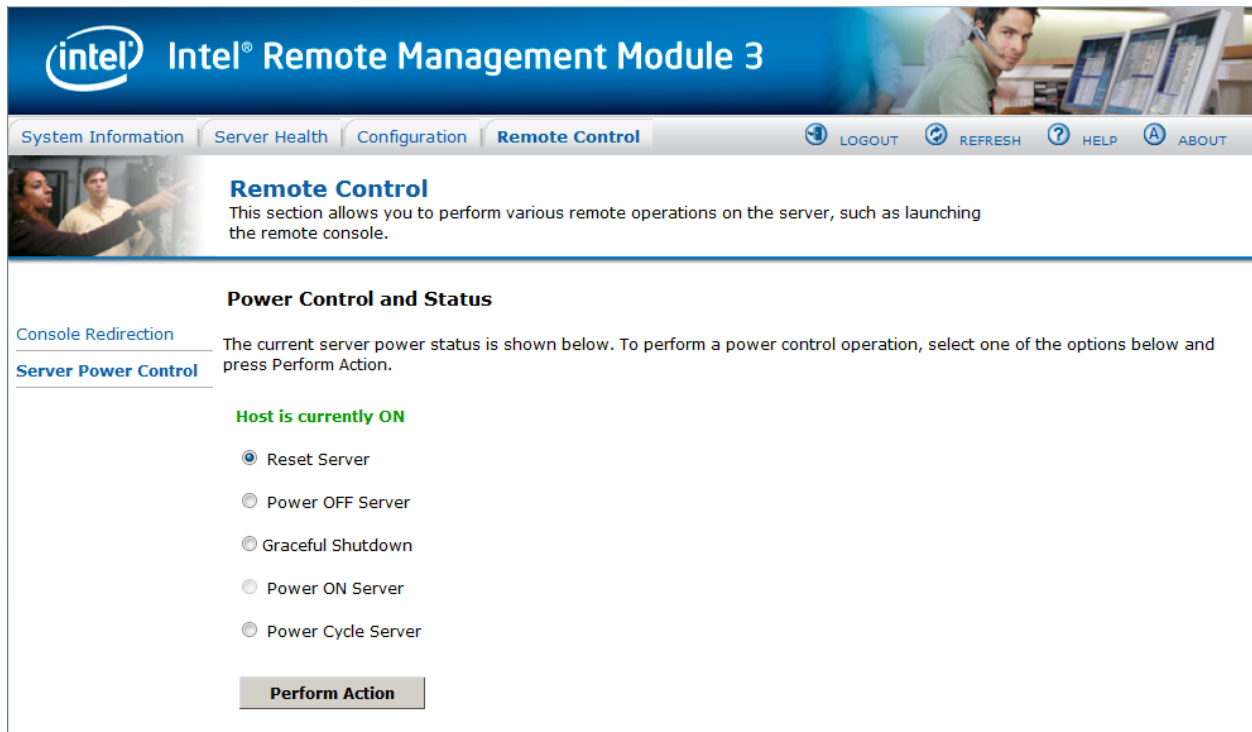 intel Intel® Remote Management Module 3
System Information | Server Health | Configuration | Remote Control
LOGOUT REFRESH HELP ABOUT
Remote Control
This section allows you to perform various remote operations on the server, such as launching
the remote console.
Console Redirection
Server Power Control
Power Control and Status
The current server power status is shown below. To perform a power control operation, select one of the options below and
press Perform Action.
Host is currently ON
Reset Server
Power OFF Server
Graceful Shutdown
Power ON Server
Power Cycle Server
Perform Action